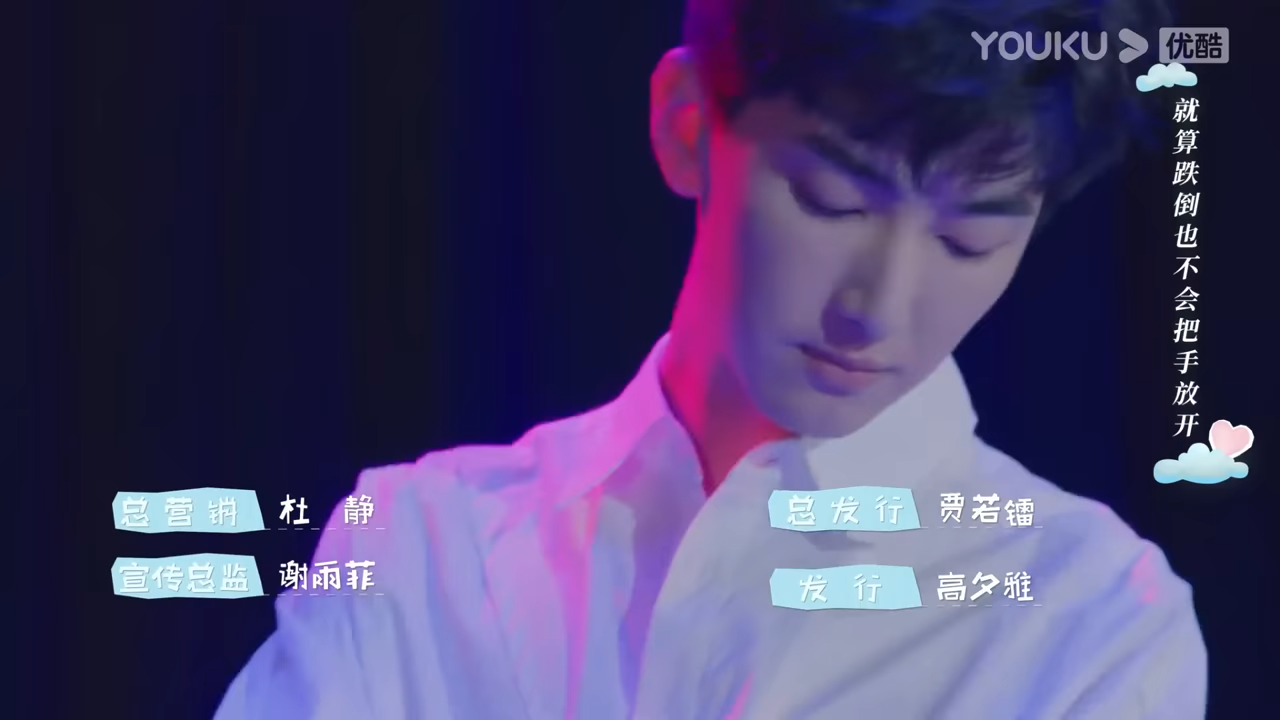 YOUKU 优酷
就算跌倒也不会把手放开
总营销 杜静
宣传总监 谢雨菲
总发行 贾若镭
发行 高夕雅